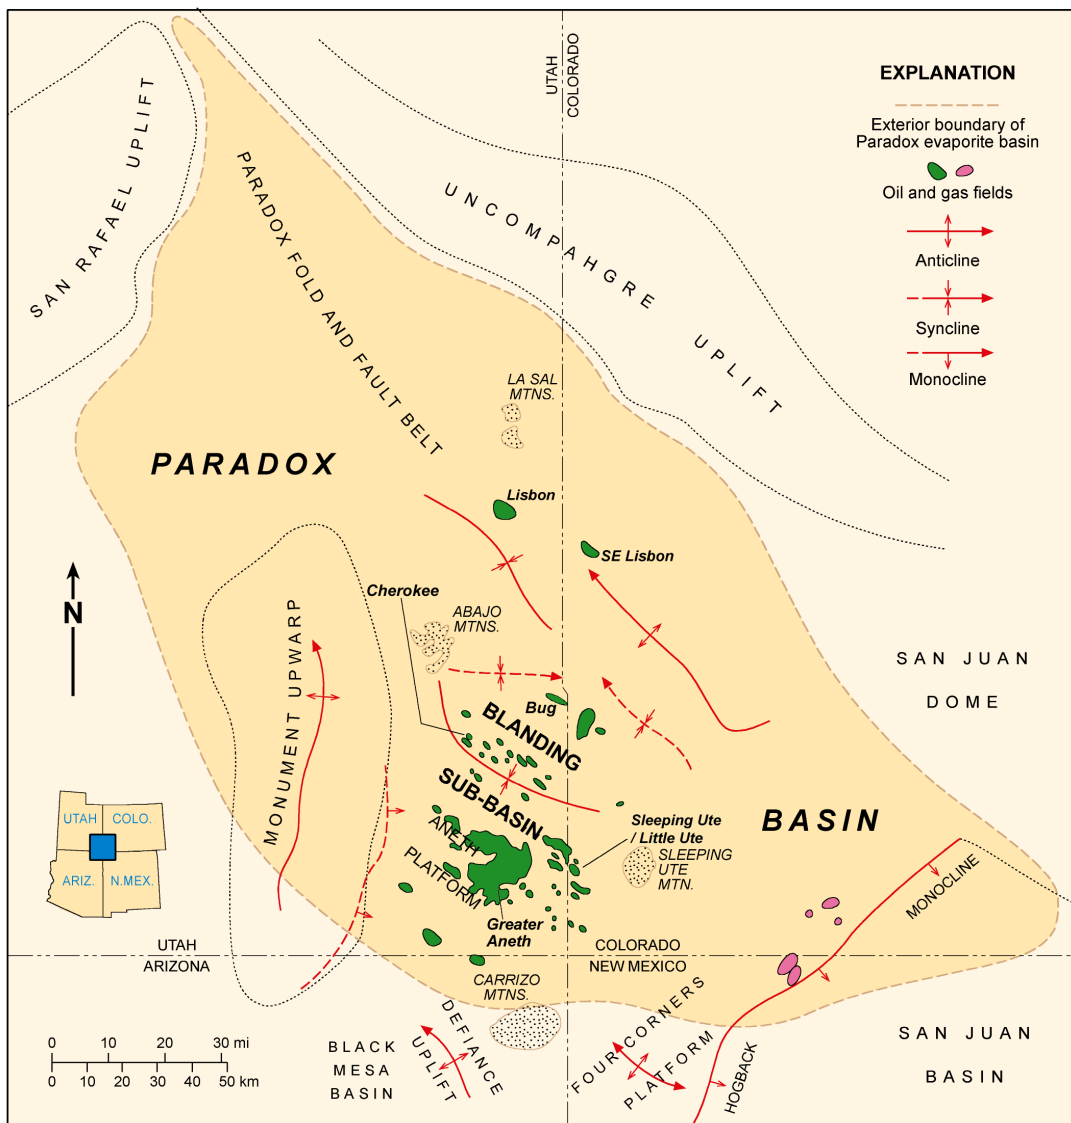 UTAH
COLORADO
EXPLANATION
Exterior boundary of
Paradox evaporite basin
Oil and gas fields
Anticline
Syncline
Monocline
SAN RAFAEL UPLIFT
PARADOX FOLD AND FAULT BELT
UNCOMPAHGRE UPLIFT
LA SAL
MTNS.
PARADOX
Lisbon
SE Lisbon
Cherokee
ABAJO
MTNS.
N
MONUMENT UPWARP
SAN JUAN
DOME
Bug
BLANDING
SUB-BASIN
BASIN
Sleeping Ute
/ Little Ute
SLEEPING
UTE
MTN.
ANETH
PLATFORM
Greater
Aneth
UTAH
COLO.
ARIZ.
N.MEX.
MONOCLINE
UTAH
ARIZONA
COLORADO
NEW MEXICO
CARRIZO
MTNS.
DEFIANCE
UPLIFT
FOUR CORNERS
PLATFORM
HOGBACK
BLACK
MESA
BASIN
SAN JUAN
BASIN
0 10 20 30 mi
0 10 20 30 40 50 km